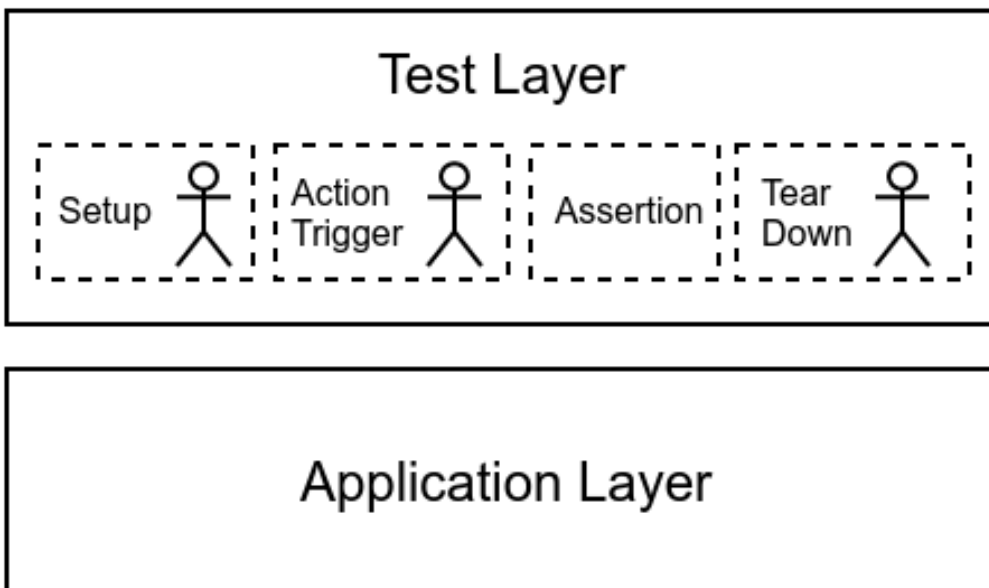 Test Layer
Setup
Action
Trigger
Assertion
Tear
Down
Application Layer